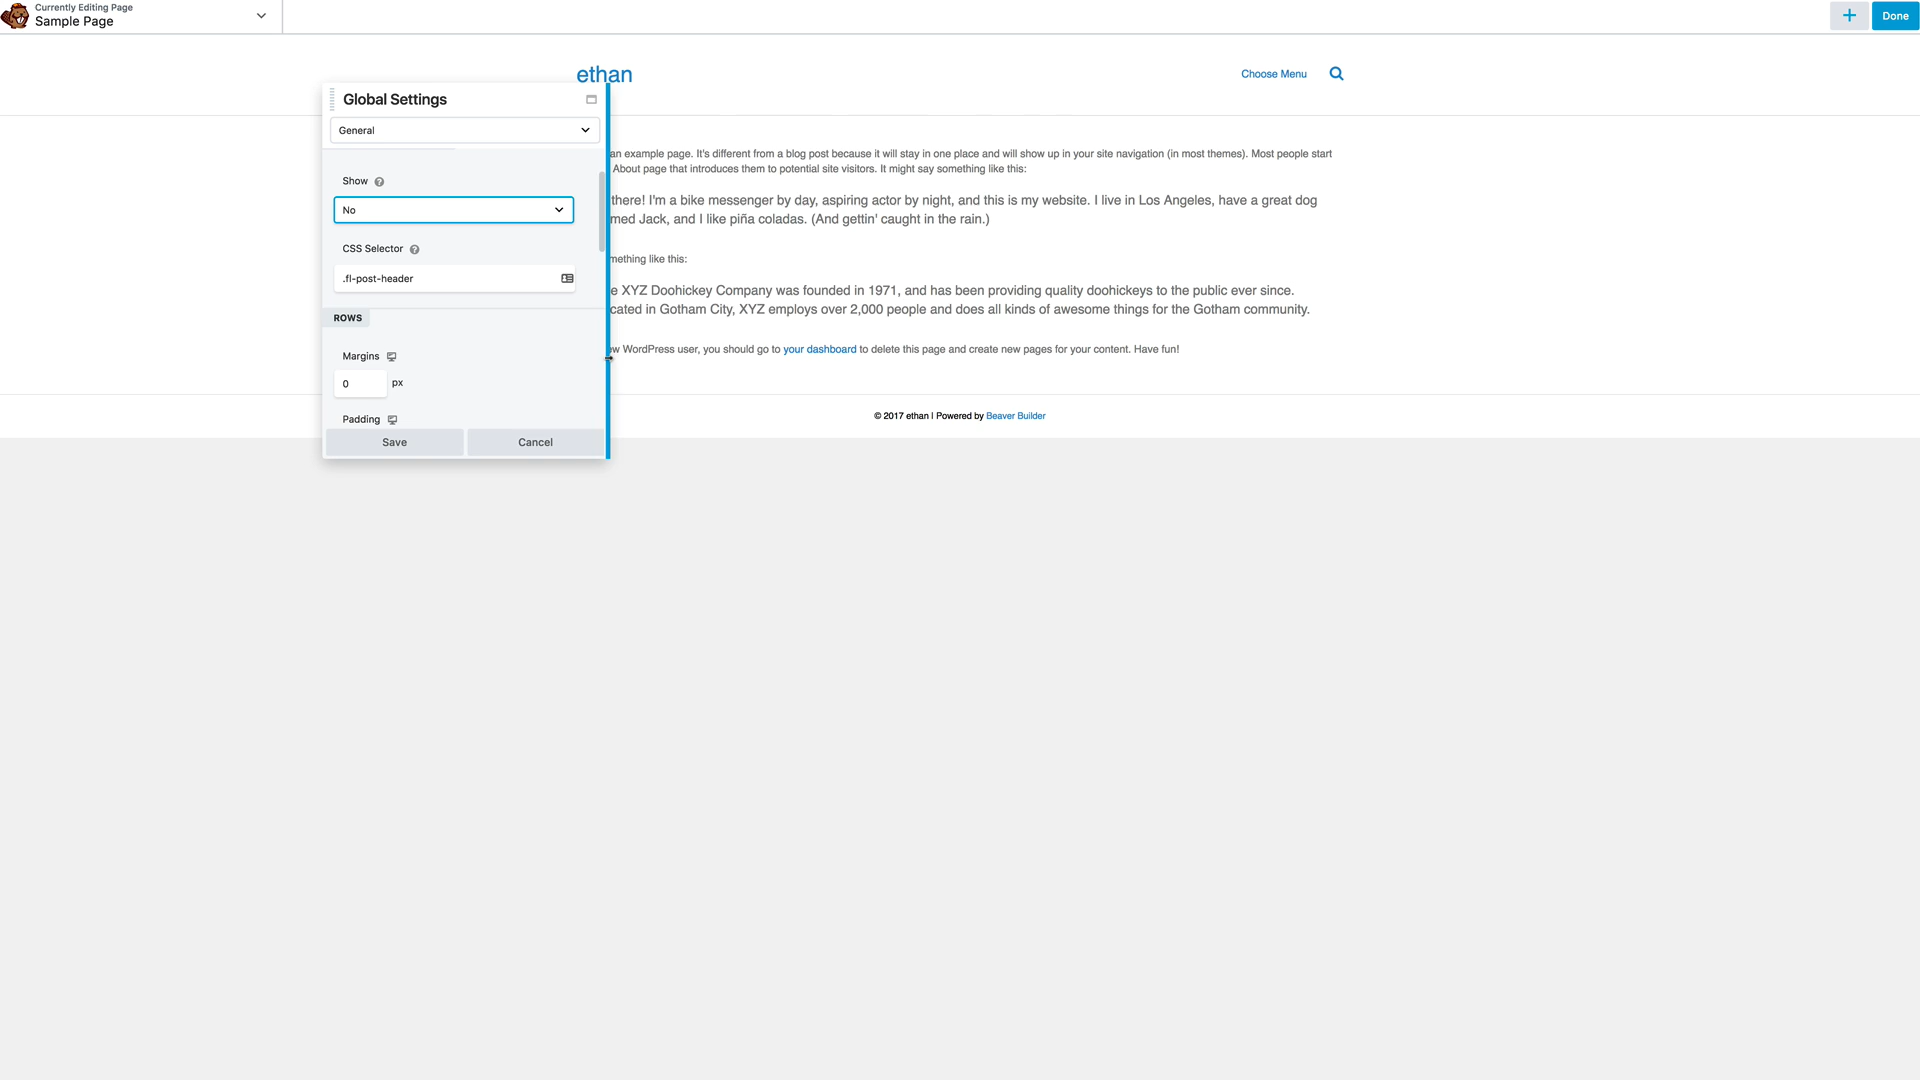 Currently Editing Page
Sample Page
Done
ethan
Choose Menu
Global Settings
General
Show
No
CSS Selector
.fl-post-header
ROWS
Margins
0 px
Padding
Save Cancel
an example page. It's different from a blog post because it will stay in one place and will show up in your site navigation (in most themes). Most people start
About page that introduces them to potential site visitors. It might say something like this:
there! I'm a bike messenger by day, aspiring actor by night, and this is my website. I live in Los Angeles, have a great dog
med Jack, and I like piña coladas. (And gettin' caught in the rain.)
mething like this:
e XYZ Doohickey Company was founded in 1971, and has been providing quality doohickeys to the public ever since.
cated in Gotham City, XYZ employs over 2,000 people and does all kinds of awesome things for the Gotham community.
w WordPress user, you should go to your dashboard to delete this page and create new pages for your content. Have fun!
© 2017 ethan | Powered by Beaver Builder